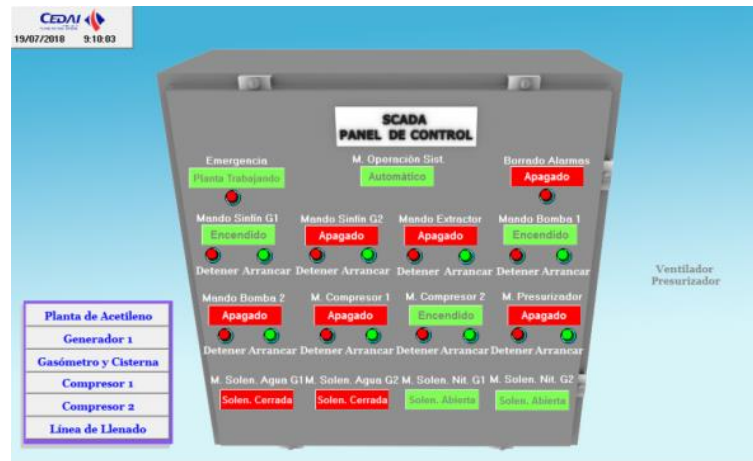 CEDAI
19/07/2018 9:10:03
SCADA
PANEL DE CONTROL
Emergencia M. Operación Sist. Borrado Alarmas
Planta Trabajando Automático Apagado
Mando Sinfín G1 Mando Sinfín G2 Mando Extractor Mando Bomba 1
Encendido Apagado Apagado Encendido
Detener Arrancar Detener Arrancar Detener Arrancar Detener Arrancar
Ventilador
Presurizador
Mando Bomba 2 M. Compresor 1 M. Compresor 2 M. Presurizador
Apagado Apagado Encendido Apagado
Detener Arrancar Detener Arrancar Detener Arrancar Detener Arrancar
M. Solen. Agua G1 M. Solen. Agua G2 M. Solen. Nit. G1 M. Solen. Nit. G2
Solen. Cerrada Solen. Cerrada Solen. Abierta Solen. Abierta
Planta de Acetileno
Generador 1
Gasómetro y Cisterna
Compresor 1
Compresor 2
Línea de Llenado